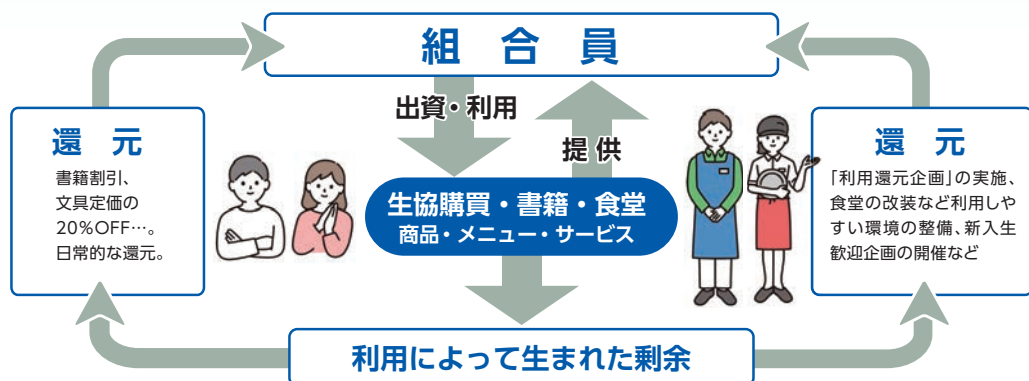 組合員
出資・利用
提供
還元
書籍割引、
文具定価の
20%OFF…。
日常的な還元。
生協購買・書籍・食堂
商品・メニュー・サービス
還元
「利用還元企画」の実施、
食堂の改装など利用しや
すい環境の整備、新入生
歓迎企画の開催など
利用によって生まれた剰余